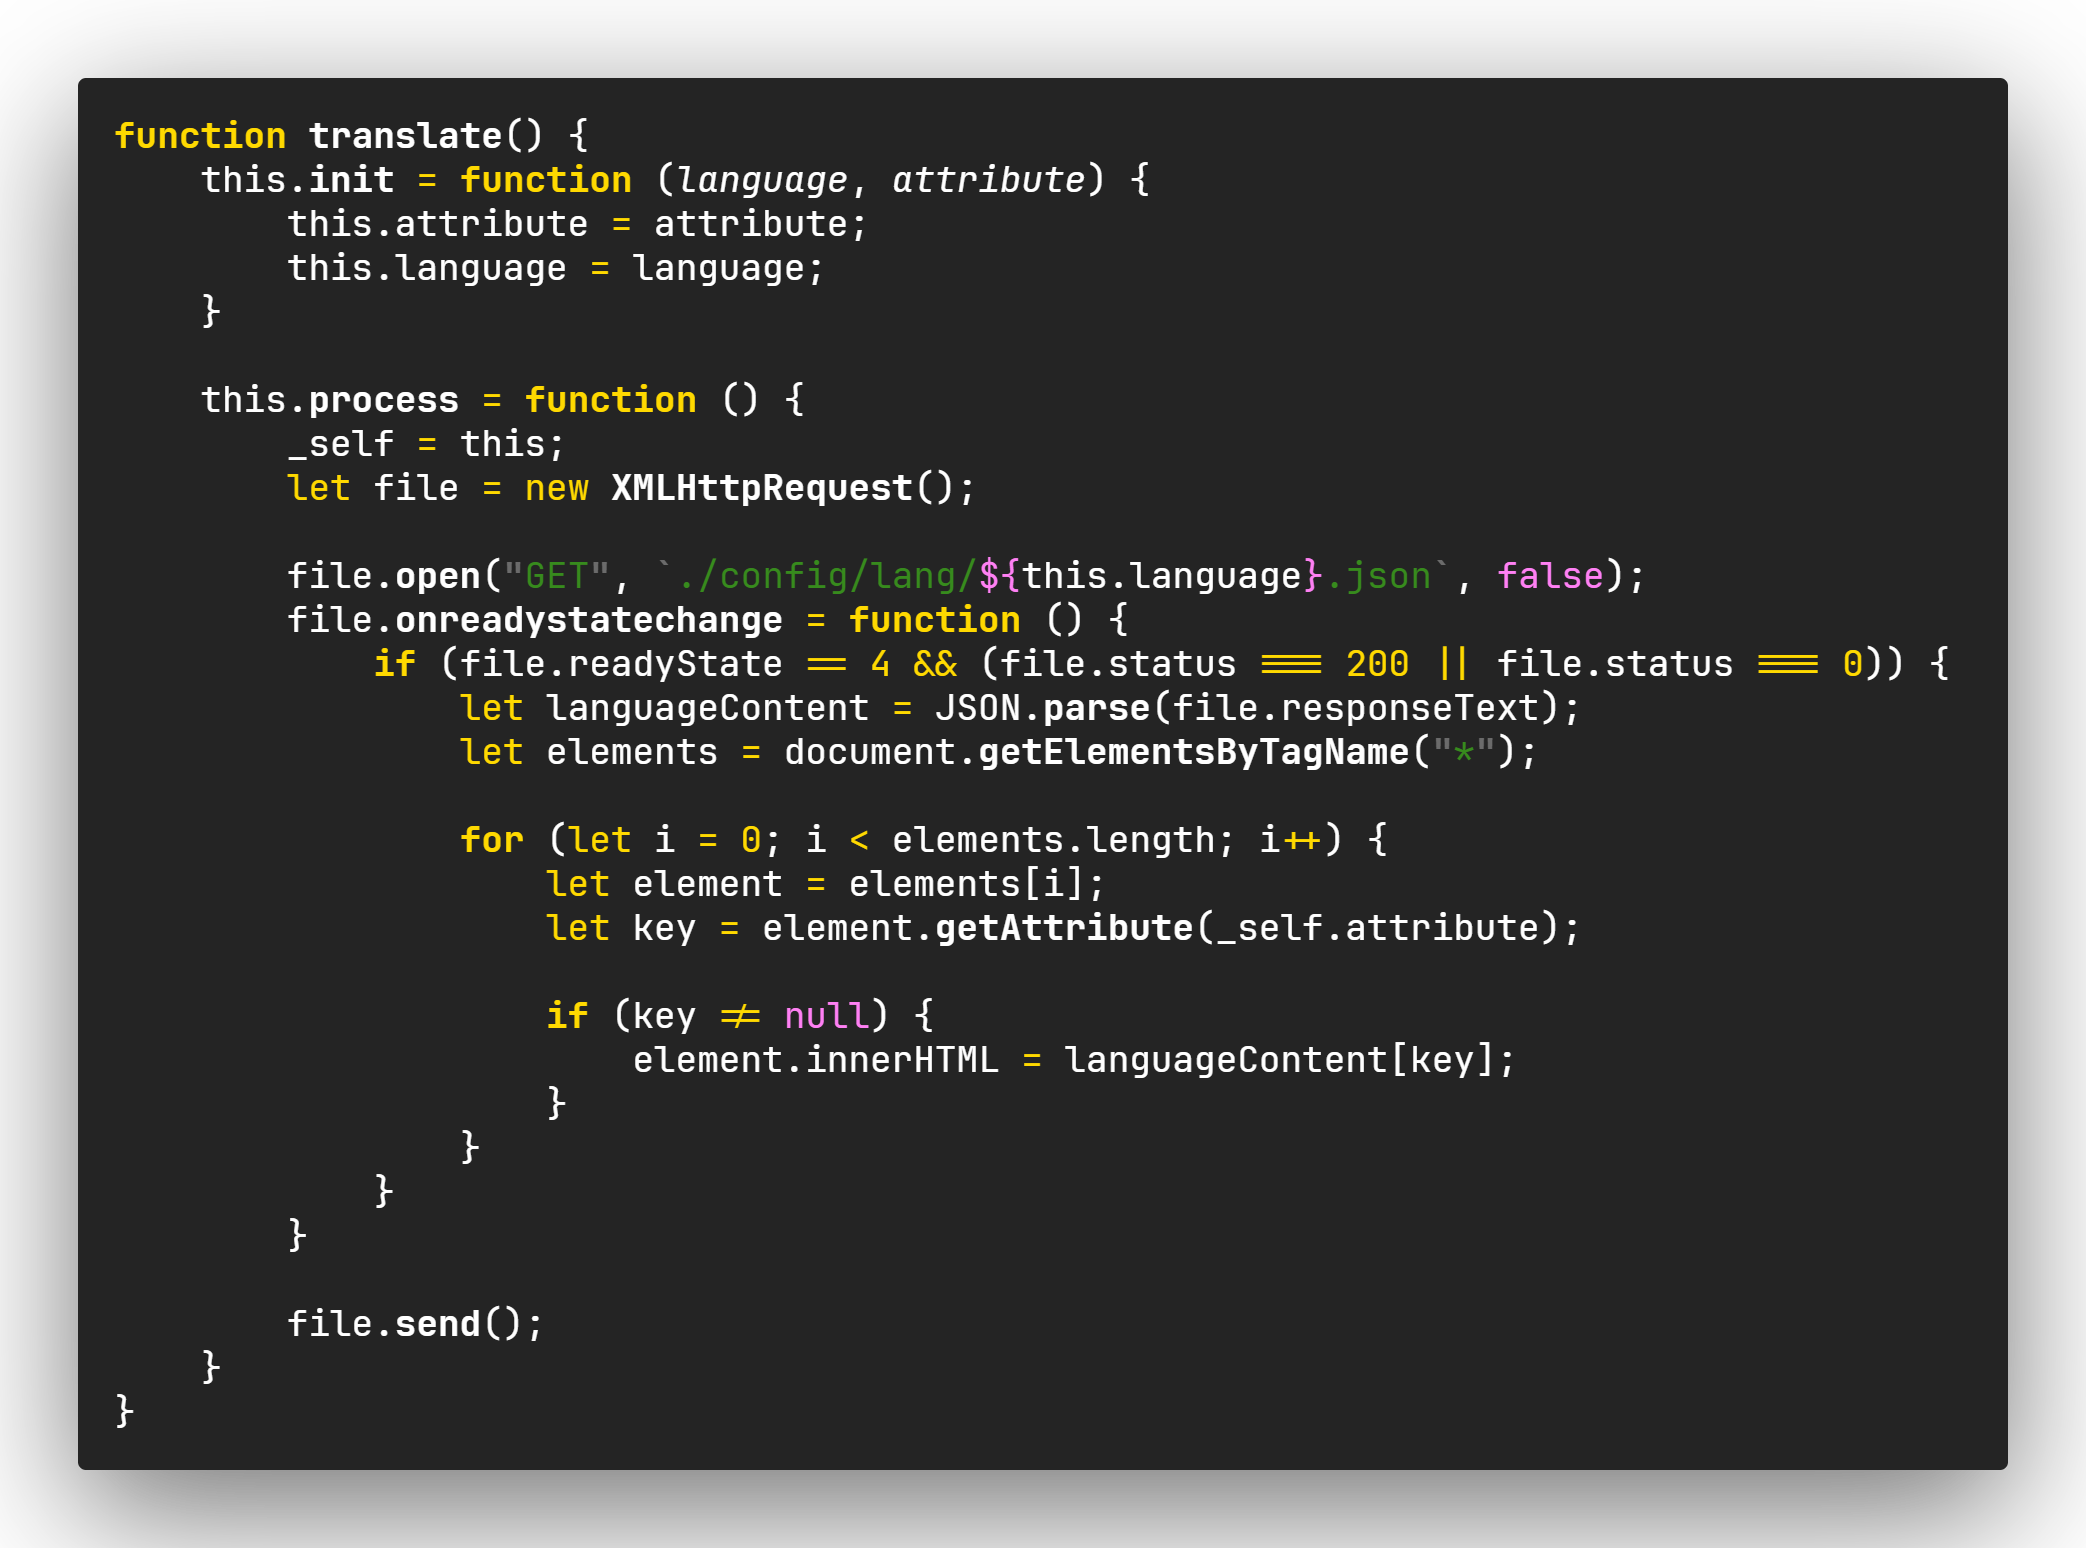 function translate() {
    this.init = function (language, attribute) {
        this.attribute = attribute;
        this.language = language;
    }

    this.process = function () {
        _self = this;
        let file = new XMLHttpRequest();

        file.open("GET", `./config/lang/${this.language}.json`, false);
        file.onreadystatechange = function () {
            if (file.readyState == 4 && (file.status === 200 || file.status === 0)) {
                let languageContent = JSON.parse(file.responseText);
                let elements = document.getElementsByTagName("*");

                for (let i = 0; i < elements.length; i++) {
                    let element = elements[i];
                    let key = element.getAttribute(_self.attribute);

                    if (key != null) {
                        element.innerHTML = languageContent[key];
                    }
                }
            }
        }

        file.send();
    }
}